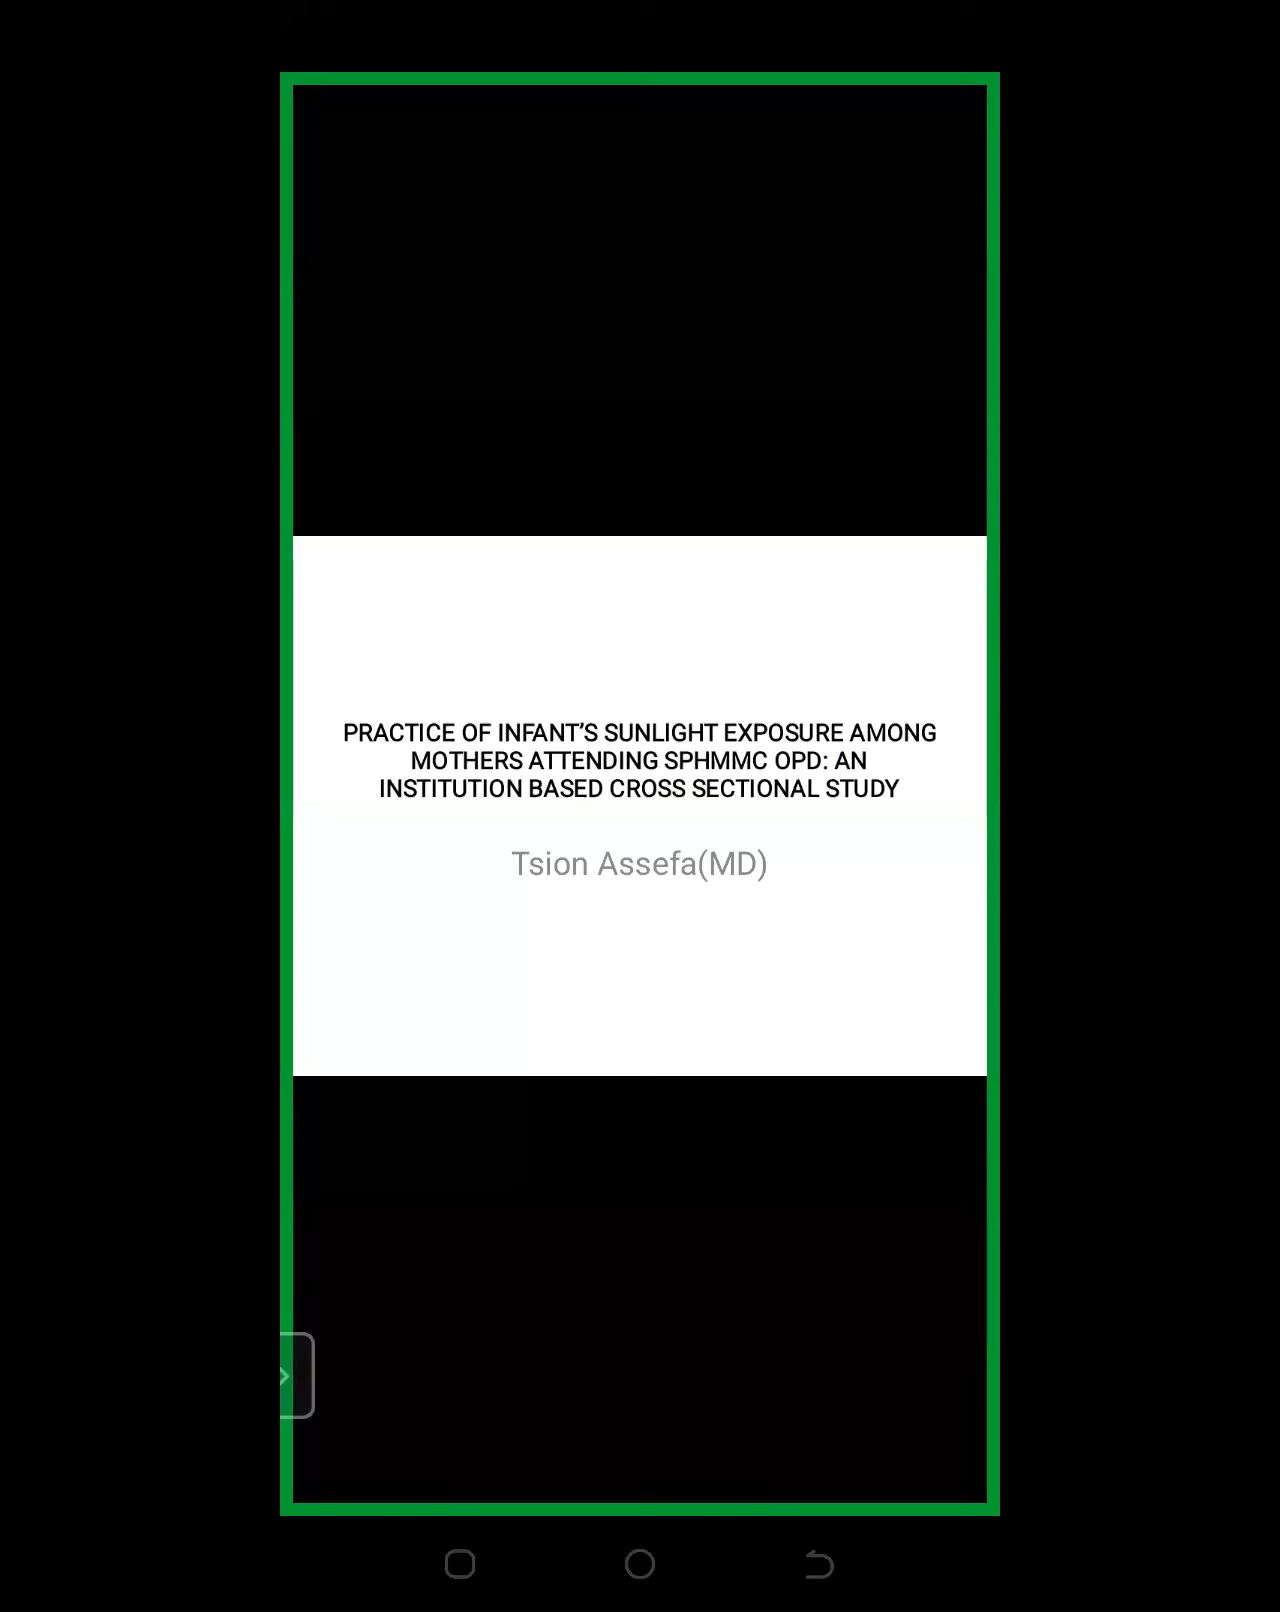 PRACTICE OF INFANT’S SUNLIGHT EXPOSURE AMONG
MOTHERS ATTENDING SPHMMC OPD: AN
INSTITUTION BASED CROSS SECTIONAL STUDY
Tsion Assefa(MD)